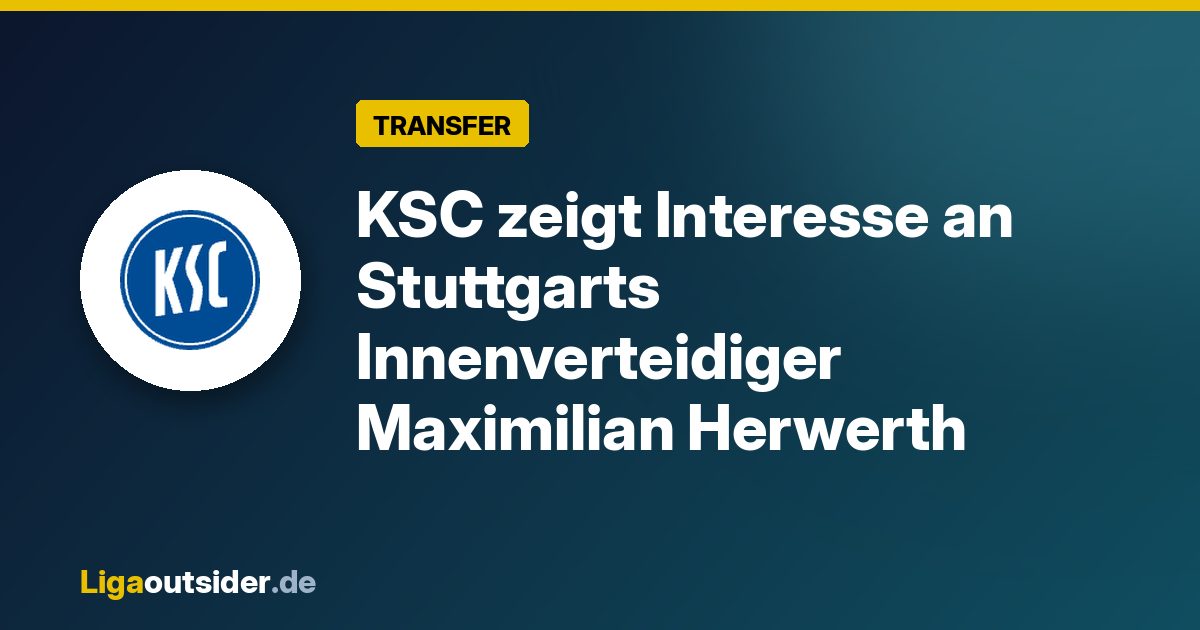 TRANSFER
KSC zeigt Interesse an
Stuttgarts
Innenverteidiger
Maximilian Herwerth
KSC
Ligaoutsider.de